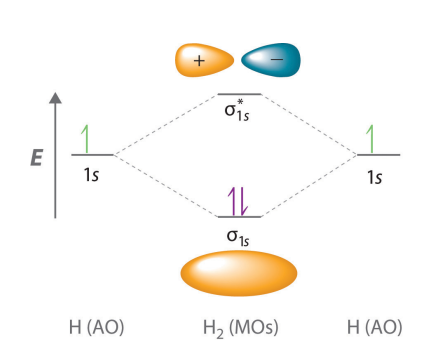 + −
σ*1s
E
1s 1s
σ1s
H (AO) H2 (MOs) H (AO)